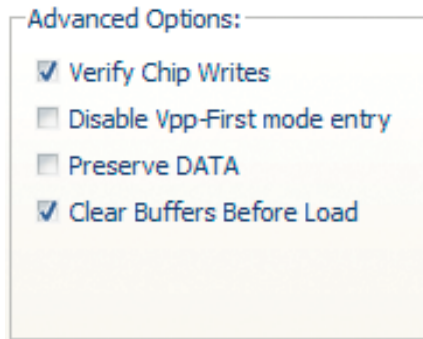 Advanced Options:
Verify Chip Writes
Disable Vpp-First mode entry
Preserve DATA
Clear Buffers Before Load